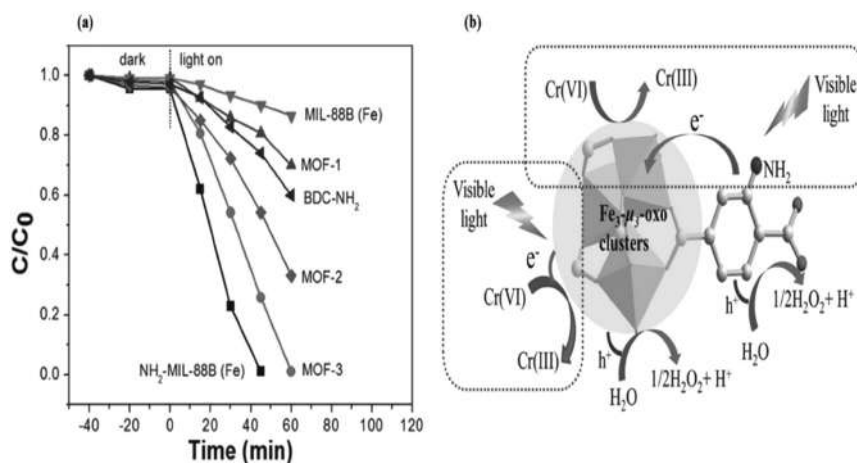 (a)
(b)
dark
light on
1.0
0.8
0.6
0.4
0.2
0.0
C/C₀
MIL-88B (Fe)
MOF-1
BDC-NH₂
MOF-2
MOF-3
NH₂-MIL-88B (Fe)
-40 -20 0 20 40 60 80 100 120
Time (min)
Cr(VI)
Cr(III)
Visible
light
e⁻
NH₂
Visible
light
Fe₃-μ₃-oxo
clusters
e⁻
Cr(VI)
Cr(III)
h⁺
H₂O
1/2H₂O₂+ H⁺
h⁺
H₂O
1/2H₂O₂+ H⁺